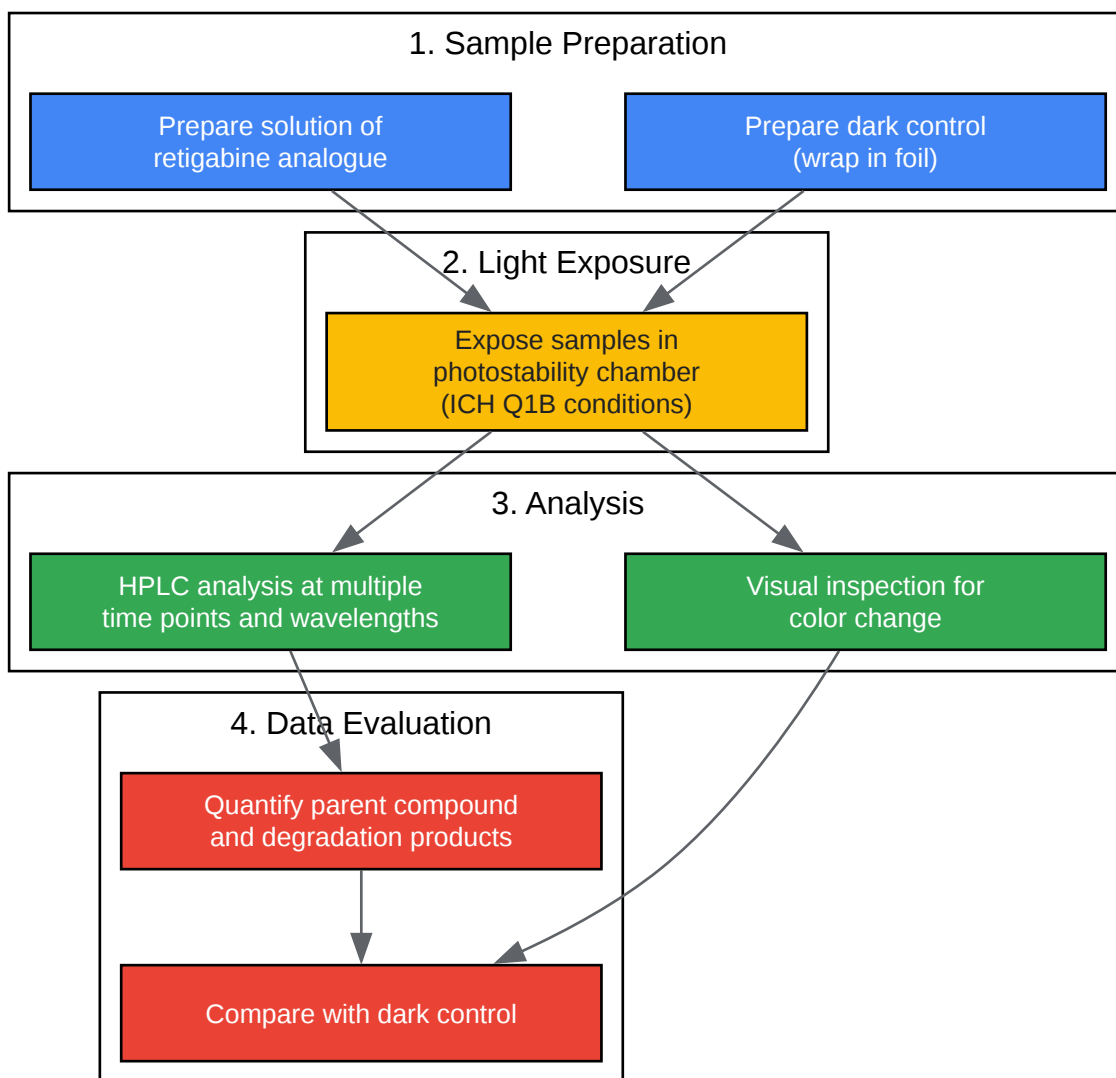 1. Sample Preparation
Prepare solution of
retigabine analogue
Prepare dark control
(wrap in foil)
2. Light Exposure
Expose samples in
photostability chamber
(ICH Q1B conditions)
3. Analysis
HPLC analysis at multiple
time points and wavelengths
Visual inspection for
color change
4. Data Evaluation
Quantify parent compound
and degradation products
Compare with dark control